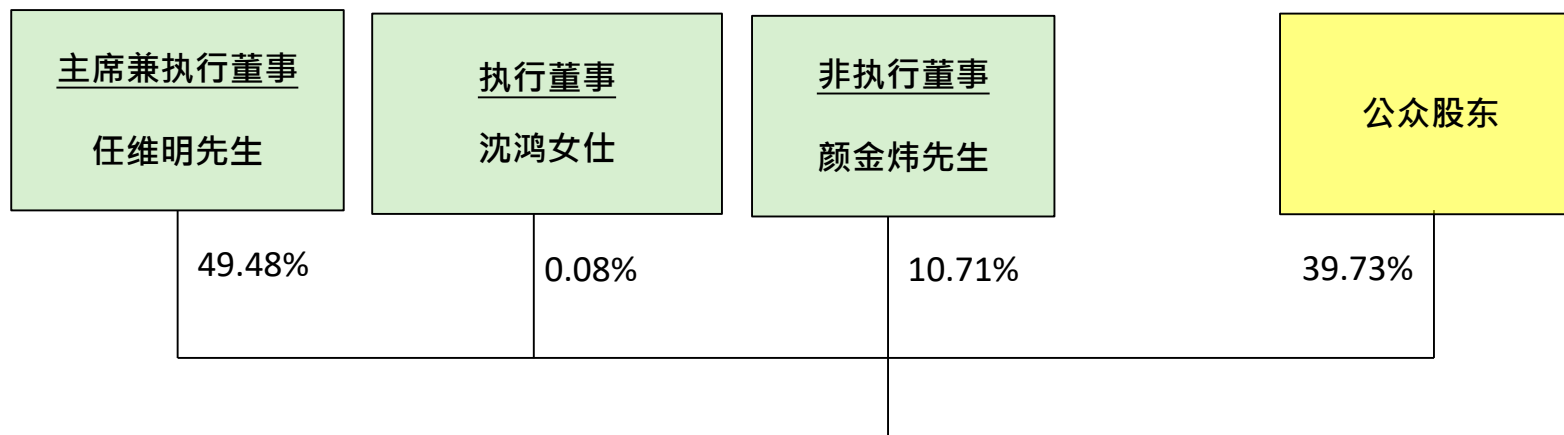 主席兼执行董事
任维明先生
执行董事
沈鸿女仕
非执行董事
颜金炜先生
公众股东
49.48%
0.08%
10.71%
39.73%